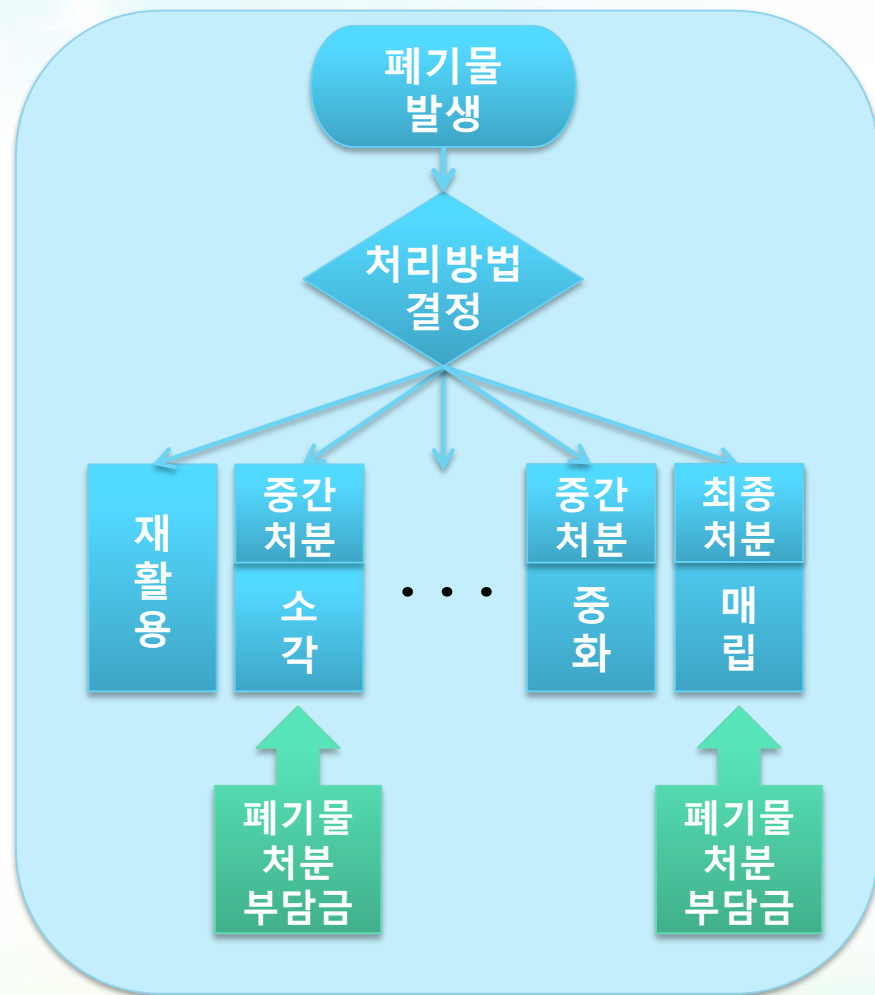 폐기물
발생
처리방법
결정
재
활
용
중간
처분
소
각
. . .
중간
처분
중
화
최종
처분
매
립
폐기물
처분
부담금
폐기물
처분
부담금